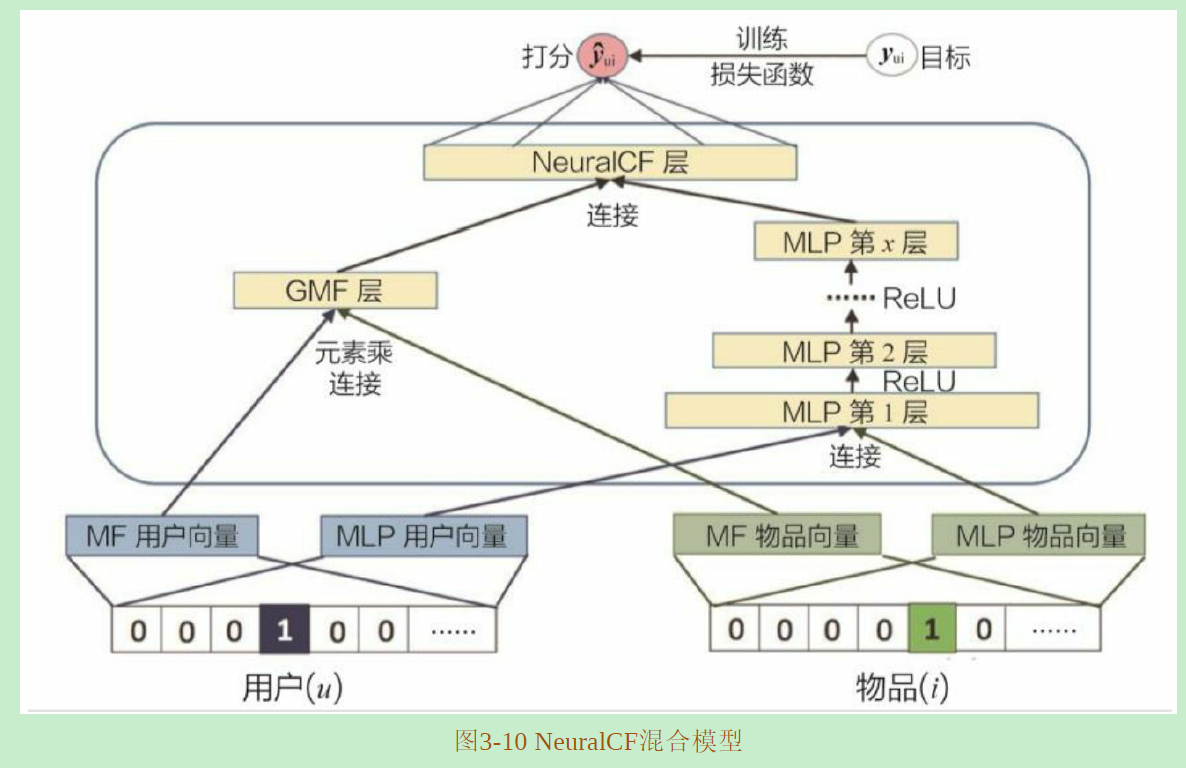 打分 ŷui 训练 yui 目标
损失函数
NeuralCF 层
连接
MLP 第 x 层
GMF 层
…… ReLU
元素乘
连接
MLP 第 2 层
ReLU
MLP 第 1 层
连接
MF 用户向量 MLP 用户向量 MF 物品向量 MLP 物品向量
0 0 0 1 0 0 …… 0 0 0 0 1 0 ……
用户(u) 物品(i)
图3-10 NeuralCF混合模型